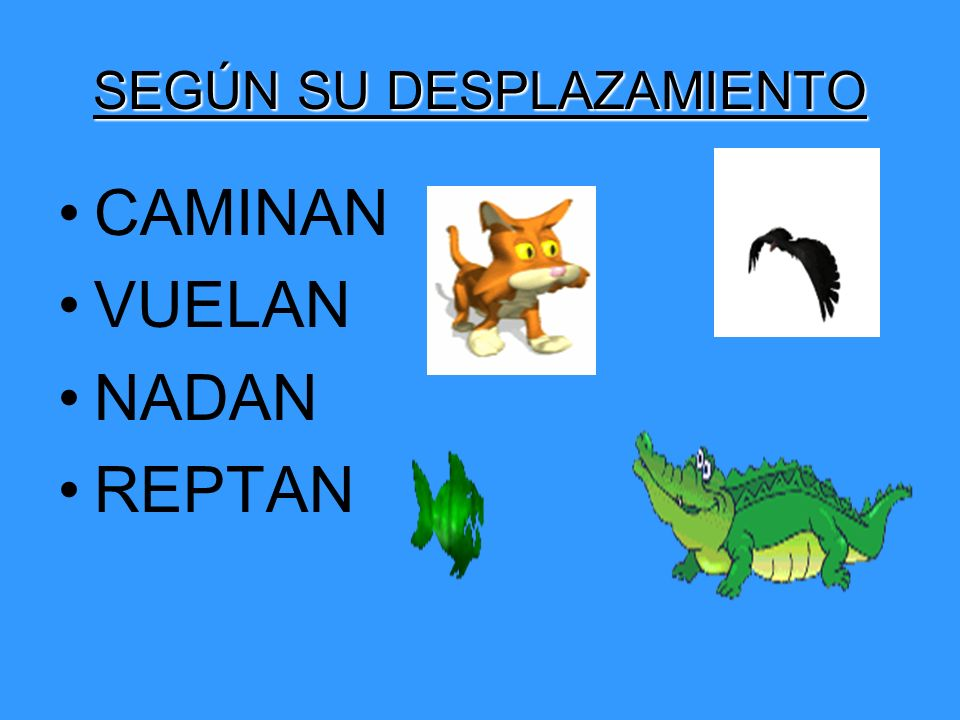 SEGÚN SU DESPLAZAMIENTO
• CAMINAN
• VUELAN
• NADAN
• REPTAN